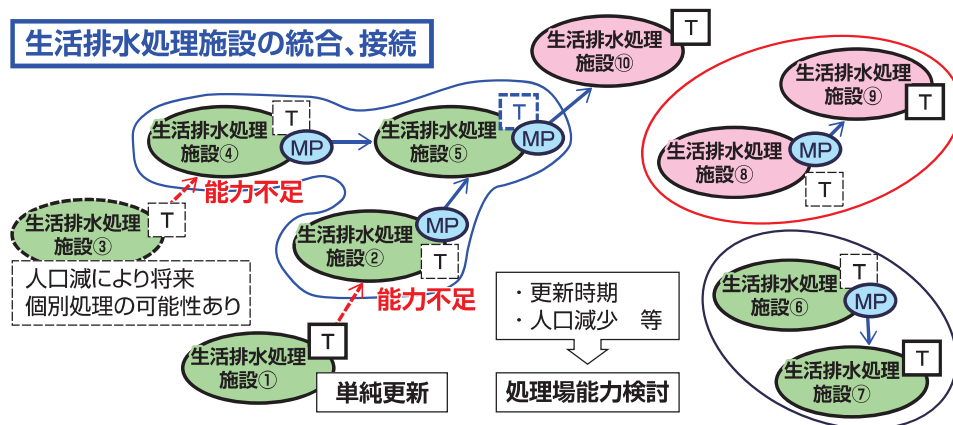 生活排水処理施設の統合、接続
生活排水処理
施設⑩
T
生活排水処理
施設⑨
T
生活排水処理
施設⑧
MP
T
生活排水処理
施設④
T
MP
生活排水処理
施設⑤
T
MP
能力不足
生活排水処理
施設③
T
人口減により将来
個別処理の可能性あり
生活排水処理
施設②
MP
T
能力不足
生活排水処理
施設①
T
単純更新
・更新時期
・人口減少 等
処理場能力検討
生活排水処理
施設⑥
T
MP
生活排水処理
施設⑦
T